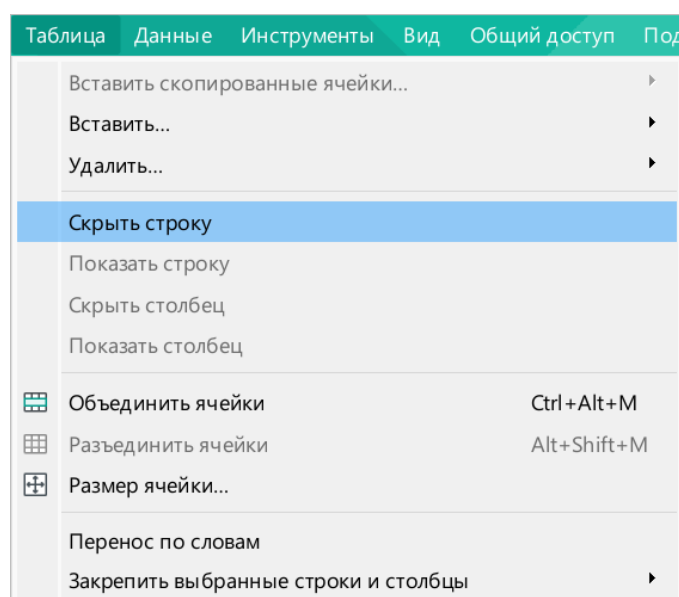 Таблица Данные Инструменты Вид Общий доступ
Вставить скопированные ячейки...
Вставить...
Удалить...
Скрыть строку
Показать строку
Скрыть столбец
Показать столбец
Объединить ячейки Ctrl+Alt+M
Разъединить ячейки Alt+Shift+M
Размер ячейки...
Перенос по словам
Закрепить выбранные строки и столбцы